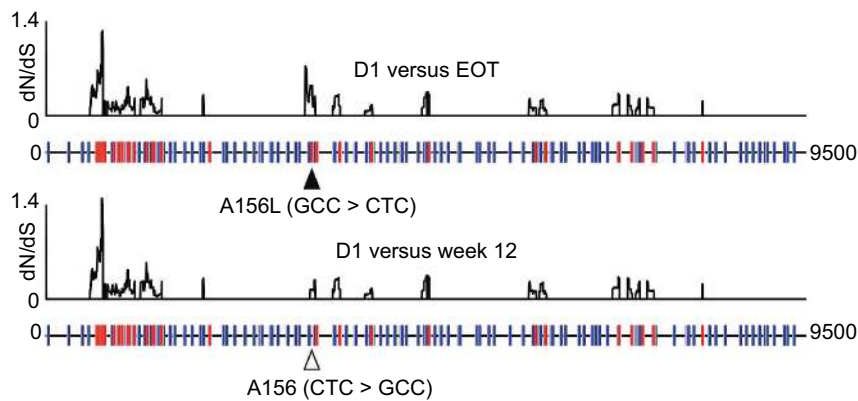 1.4
dN/dS
D1 versus EOT
0
0
9500
A156L (GCC > CTC)
1.4
dN/dS
D1 versus week 12
0
0
9500
A156 (CTC > GCC)